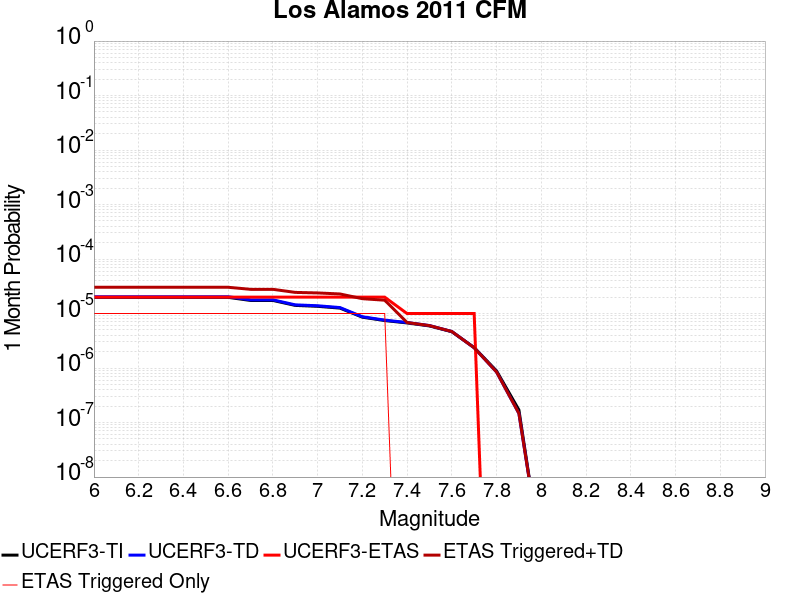 Los Alamos 2011 CFM
10^0
10^-1
10^-2
10^-3
10^-4
10^-5
10^-6
10^-7
10^-8
1 Month Probability
6 6.2 6.4 6.6 6.8 7 7.2 7.4 7.6 7.8 8 8.2 8.4 8.6 8.8 9
Magnitude
UCERF3-TI UCERF3-TD UCERF3-ETAS ETAS Triggered+TD
ETAS Triggered Only